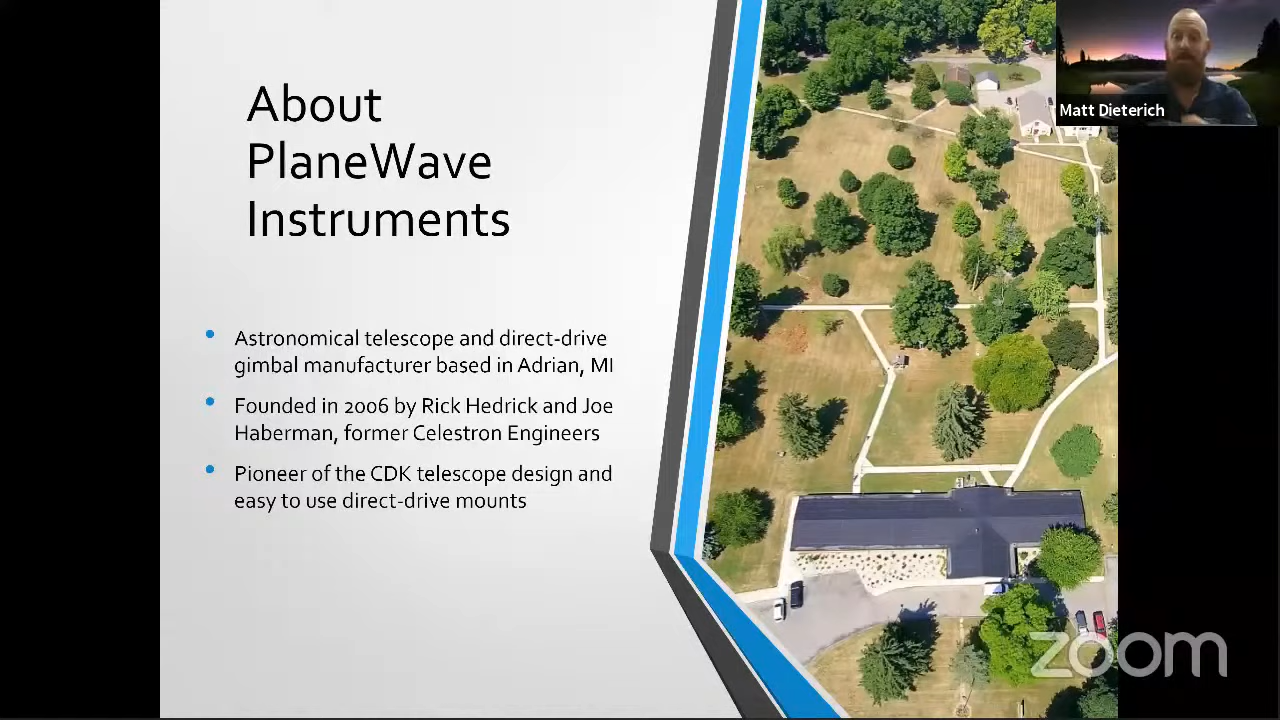 About
PlaneWave
Instruments
Astronomical telescope and direct-drive
gimbal manufacturer based in Adrian, MI
Founded in 2006 by Rick Hedrick and Joe
Haberman, former Celestron Engineers
Pioneer of the CDK telescope design and
easy to use direct-drive mounts
Matt Dieterich
zoom